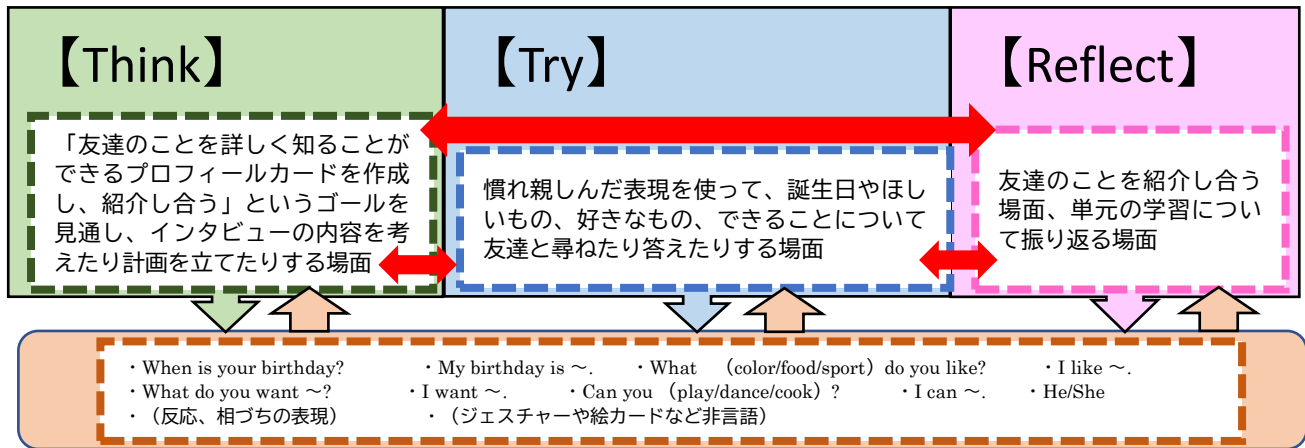 【Think】
「友達のことを詳しく知ることが
できるプロフィールカードを作成
し、紹介し合う」というゴールを
見通し、インタビューの内容を考
えたり計画を立てたりする場面
【Try】
慣れ親しんだ表現を使って、誕生日やほし
いもの、好きなもの、できることについて
友達と尋ねたり答えたりする場面
【Reflect】
友達のことを紹介し合う
場面、単元の学習につい
て振り返る場面
・When is your birthday? ・My birthday is ～. ・What （color/food/sport）do you like? ・I like ～.
・What do you want ～? ・I want ～. ・Can you （play/dance/cook）? ・I can ～. ・He/She
・（反応、相づちの表現） ・（ジェスチャーや絵カードなど非言語）